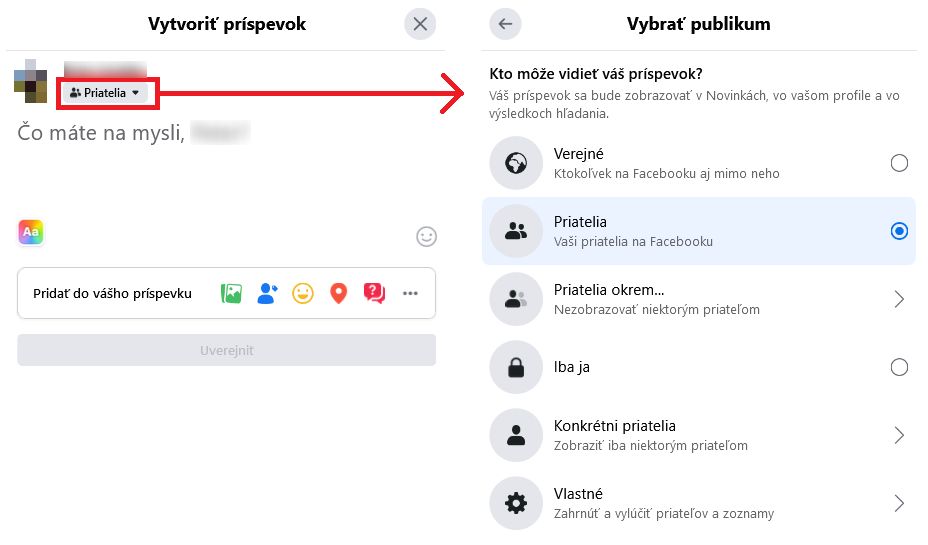 Vytvoriť príspevok
Priatelia
Čo máte na mysli,
Aa
Pridať do vášho príspevku
Uverejniť
Vybrať publikum
Kto môže vidieť váš príspevok?
Váš príspevok sa bude zobrazovať v Novinkách, vo vašom profile a vo
výsledkoch hľadania.
Verejné
Ktokoľvek na Facebooku aj mimo neho
Priatelia
Vaši priatelia na Facebooku
Priatelia okrem...
Nezobrazovať niektorým priateľom
Iba ja
Konkrétni priatelia
Zobraziť iba niektorým priateľom
Vlastné
Zahrnúť a vylúčiť priateľov a zoznamy